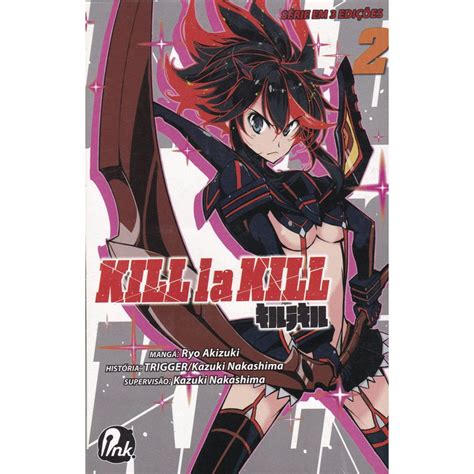 SÉRIE EM 3 EDIÇÕES
2
KILL la KILL
キルラキル
MANGÁ: Ryo Akizuki
HISTÓRIA: TRIGGER/Kazuki Nakashima
SUPERVISÃO: Kazuki Nakashima
ink.